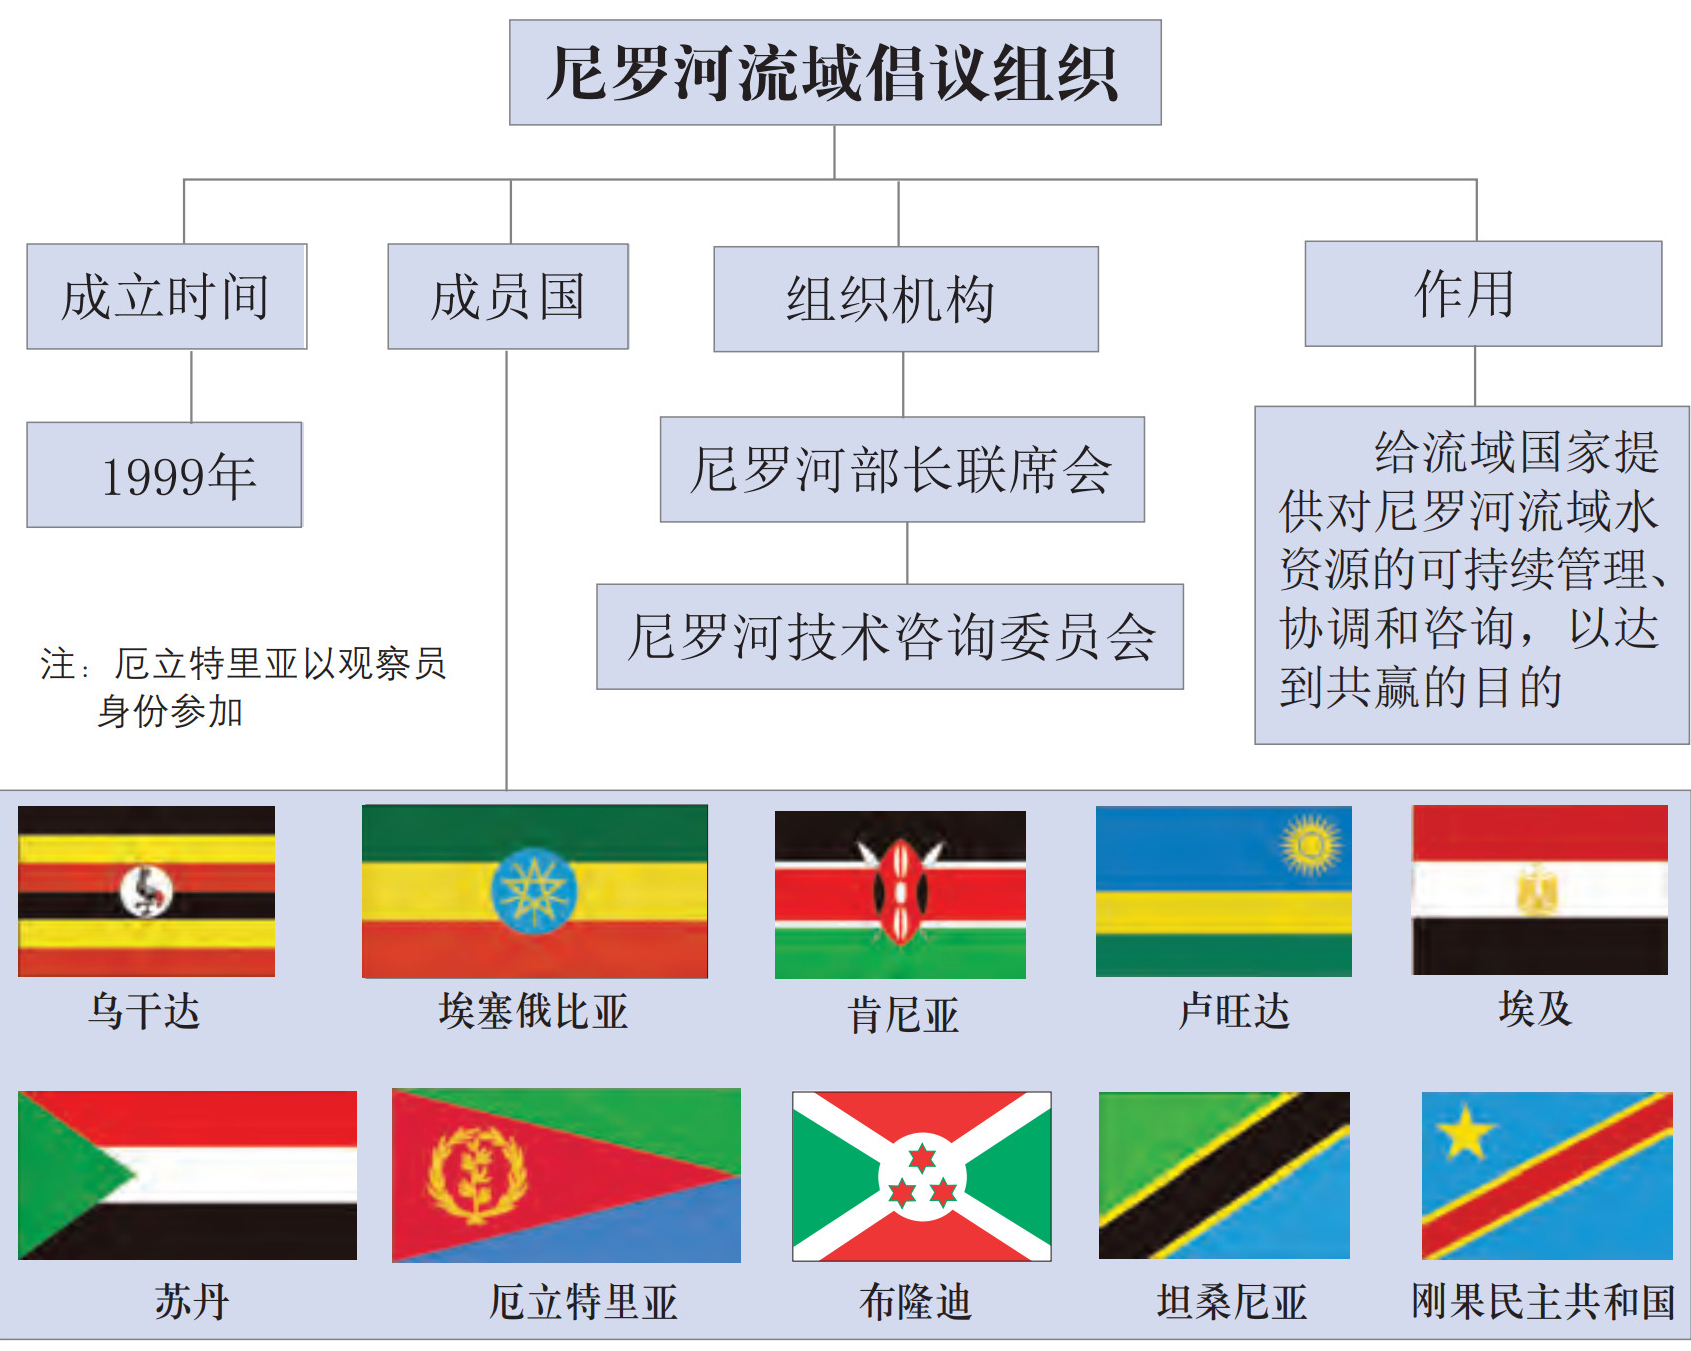 尼罗河流域倡议组织
成立时间
成员国
组织机构
作用
1999年
尼罗河部长联席会
尼罗河技术咨询委员会
给流域国家提
供对尼罗河流域水
资源的可持续管理、
协调和咨询，以达
到共赢的目的
注：厄立特里亚以观察员
身份参加
乌干达
埃塞俄比亚
肯尼亚
卢旺达
埃及
苏丹
厄立特里亚
布隆迪
坦桑尼亚
刚果民主共和国